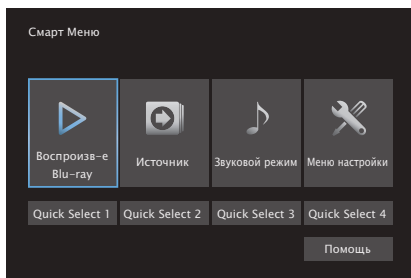 Смарт Меню
Воспроизв-е
Blu-ray
Источник
Звуковой режим
Меню настройки
Quick Select 1
Quick Select 2
Quick Select 3
Quick Select 4
Помощь